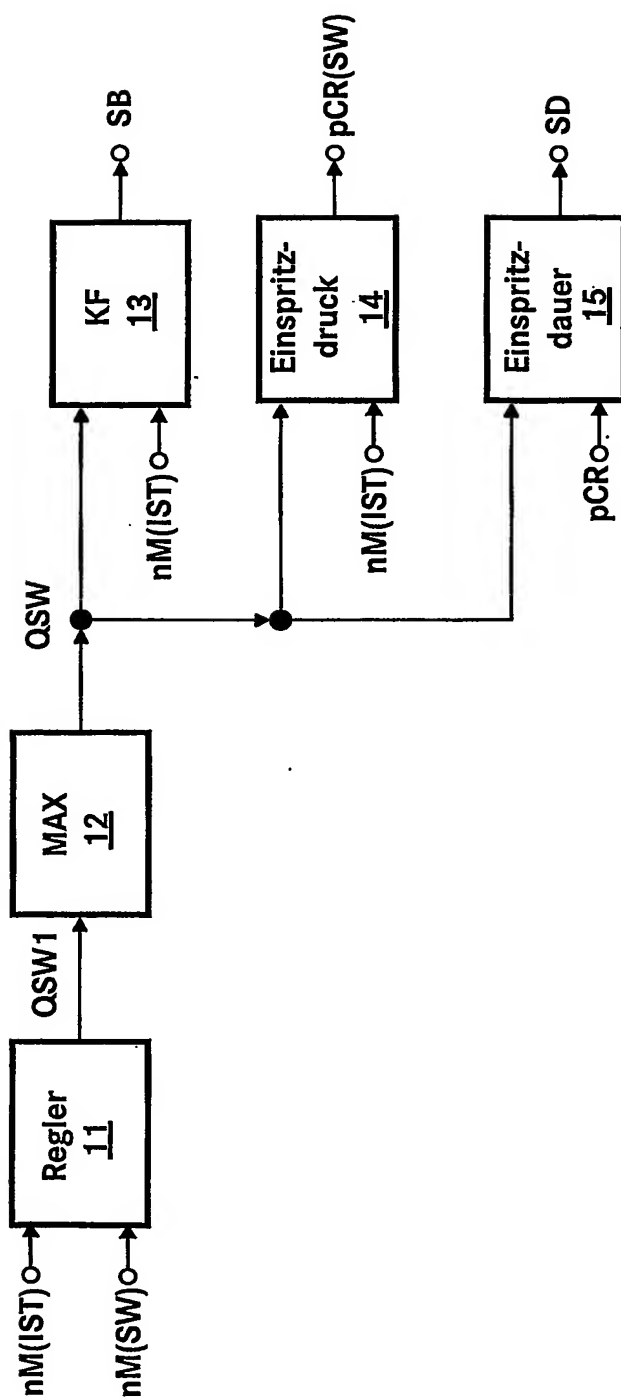 nM(IST)
nM(SW)
Regler
11
QSW1
MAX
12
QSW
nM(IST)
KF
13
SB
nM(IST)
Einspritz-
druck
14
pCR(SW)
pCR
Einspritz-
dauer
15
SD